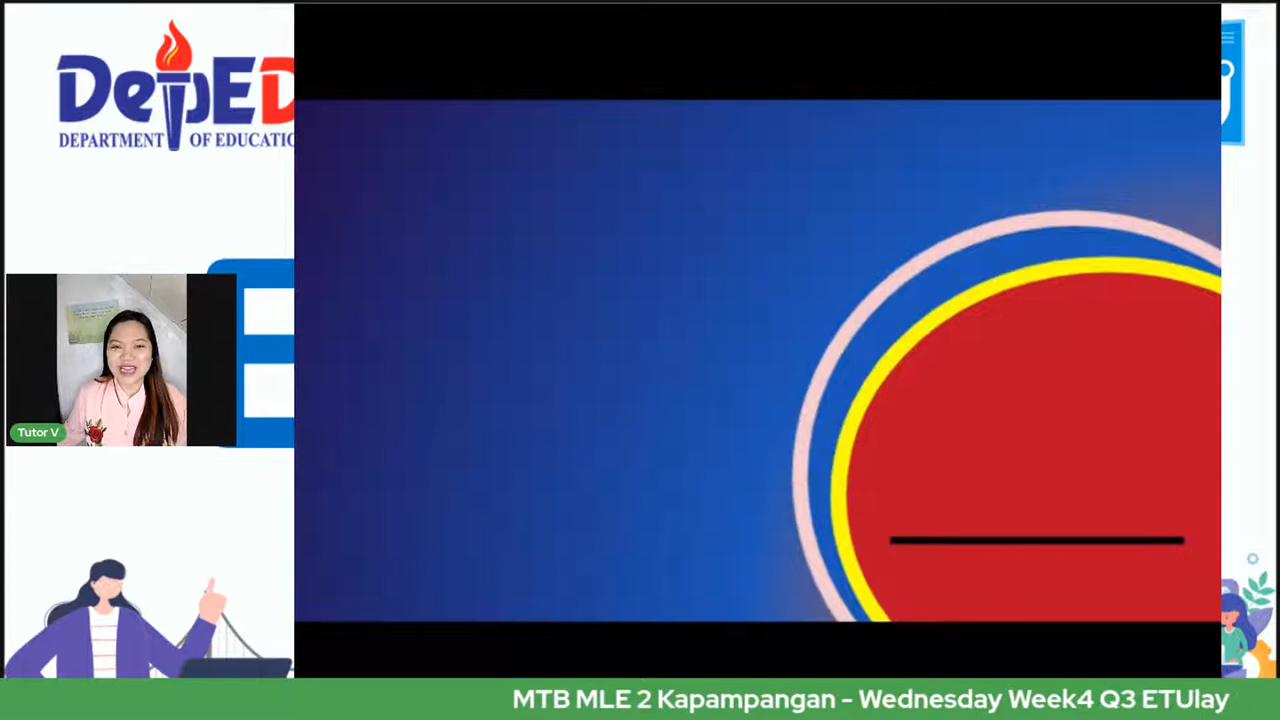 DepED
DEPARTMENT OF EDUCATIO
Tutor V
MTB MLE 2 Kapampangan - Wednesday Week4 Q3 ETUlay